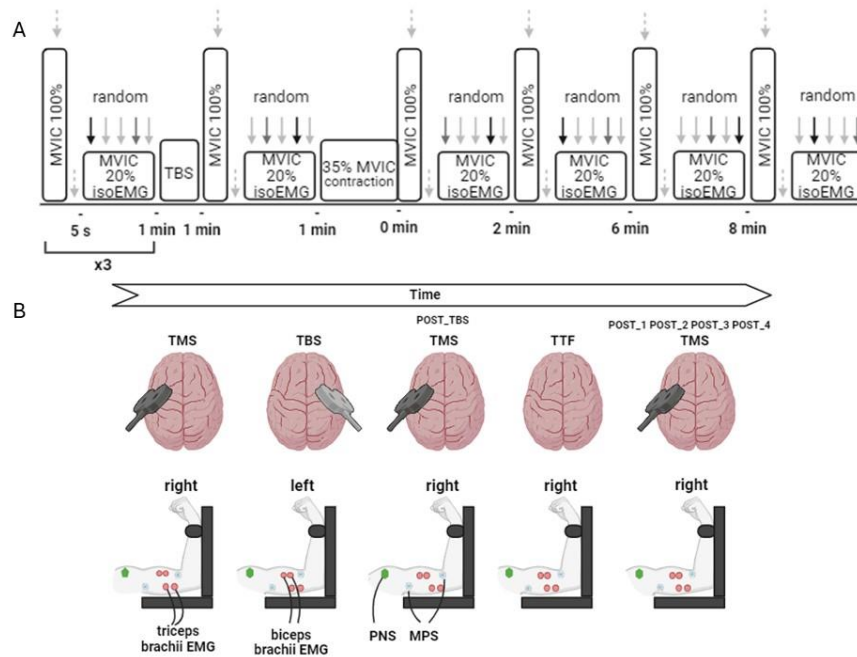 A
MVIC 100%
random
MVIC
20%
isoEMG
TBS
MVIC 100%
random
MVIC
20%
isoEMG
35% MVIC
contraction
MVIC 100%
random
MVIC
20%
isoEMG
MVIC 100%
random
MVIC
20%
isoEMG
MVIC 100%
random
MVIC
20%
isoEMG
MVIC 100%
random
MVIC
20%
isoEMG
5 s
1 min
1 min
1 min
0 min
2 min
6 min
8 min
x3
Time
B
TMS
TBS
POST_TBS
TMS
TTF
POST_1 POST_2 POST_3 POST_4
TMS
right
left
right
right
right
triceps
brachii EMG
biceps
brachii EMG
PNS
MPS